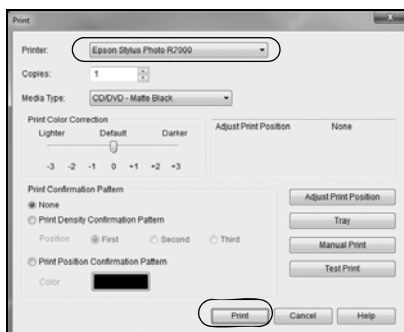 Print
Printer: Epson Stylus Photo R2000
Copies: 1
Media Type: CD/DVD - Matte Black
Print Color Correction
Lighter Default Darker
-3 -2 -1 0 +1 +2 +3
Adjust Print Position None
Print Confirmation Pattern
None
Print Density Confirmation Pattern
Position First Second Third
Print Position Confirmation Pattern
Color
Adjust Print Position
Tray
Manual Print
Test Print
Print Cancel Help